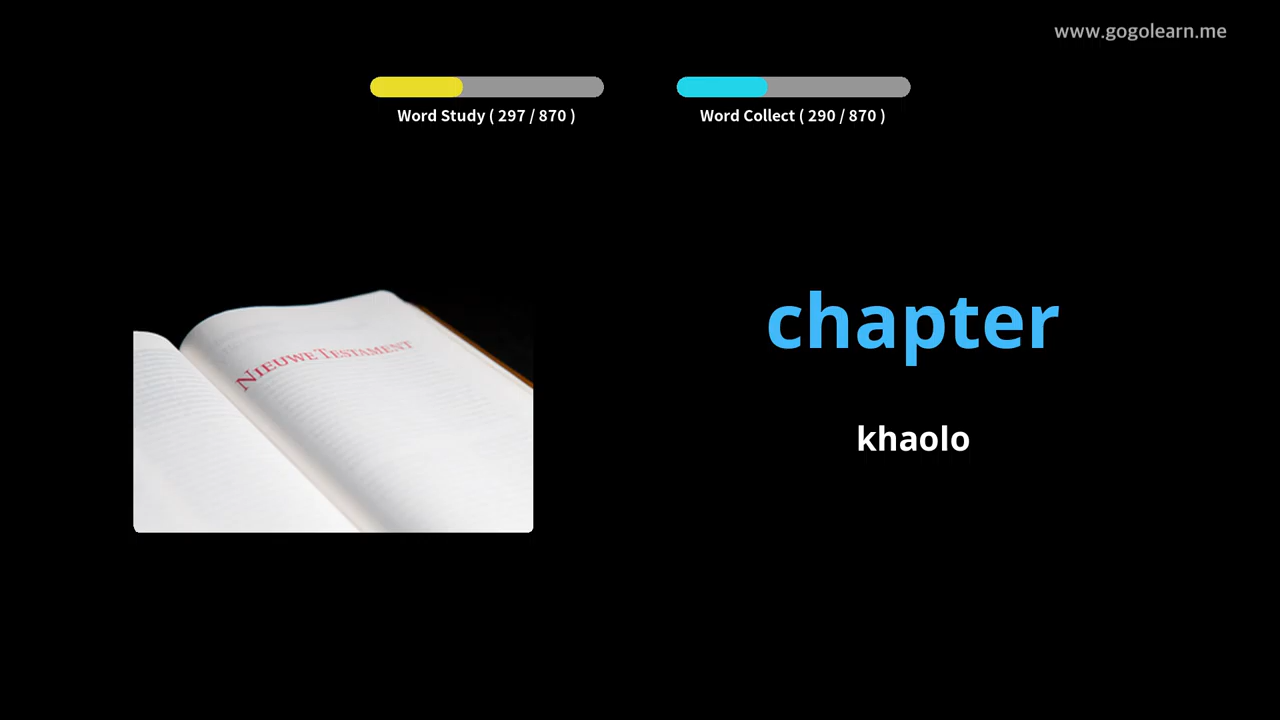 www.gogolearn.me
Word Study ( 297 / 870 )
Word Collect ( 290 / 870 )
NIEUWE TESTAMENT
chapter
khaolo